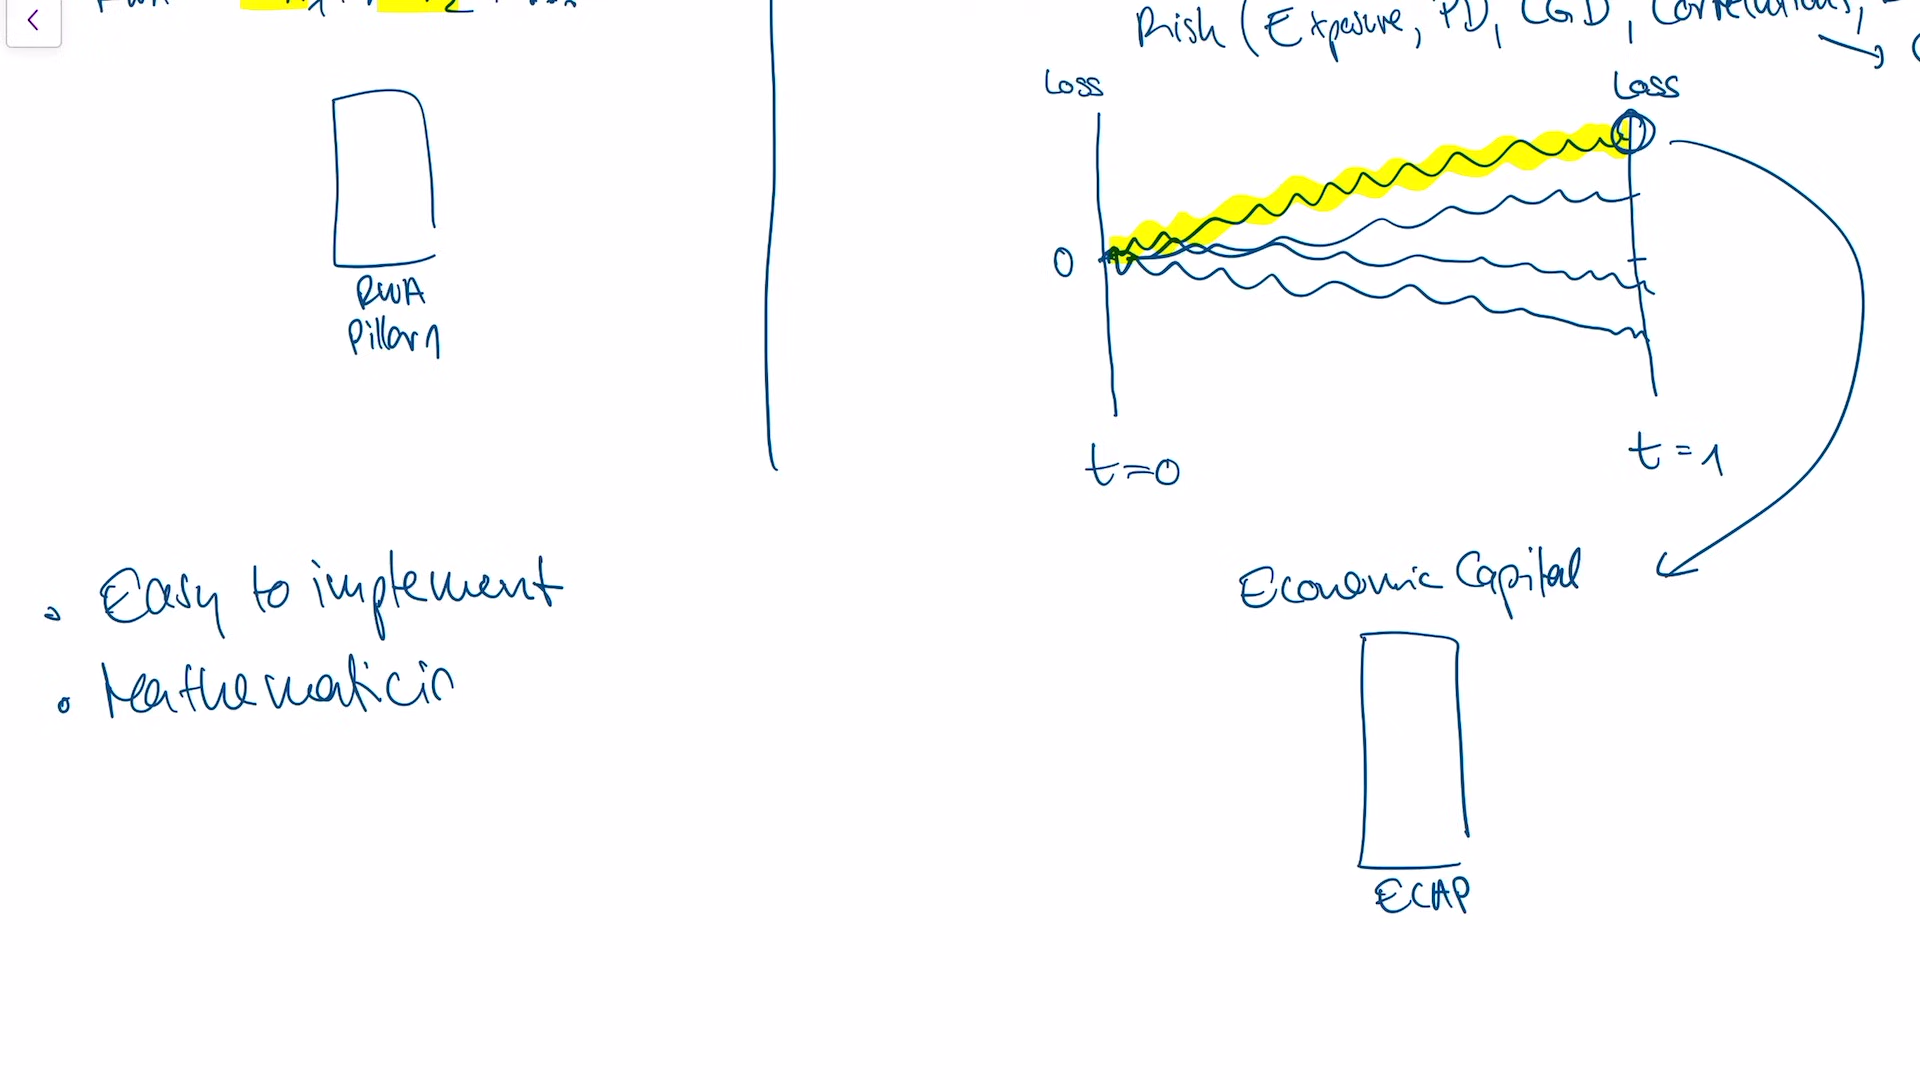 Risk (Exposure, PD, LGD, Correlations,
Loss
Loss
0
t=0
t=1
RWA
Pillar 1
Economic Capital
ECAP
• Easy to implement
• Mathematicin